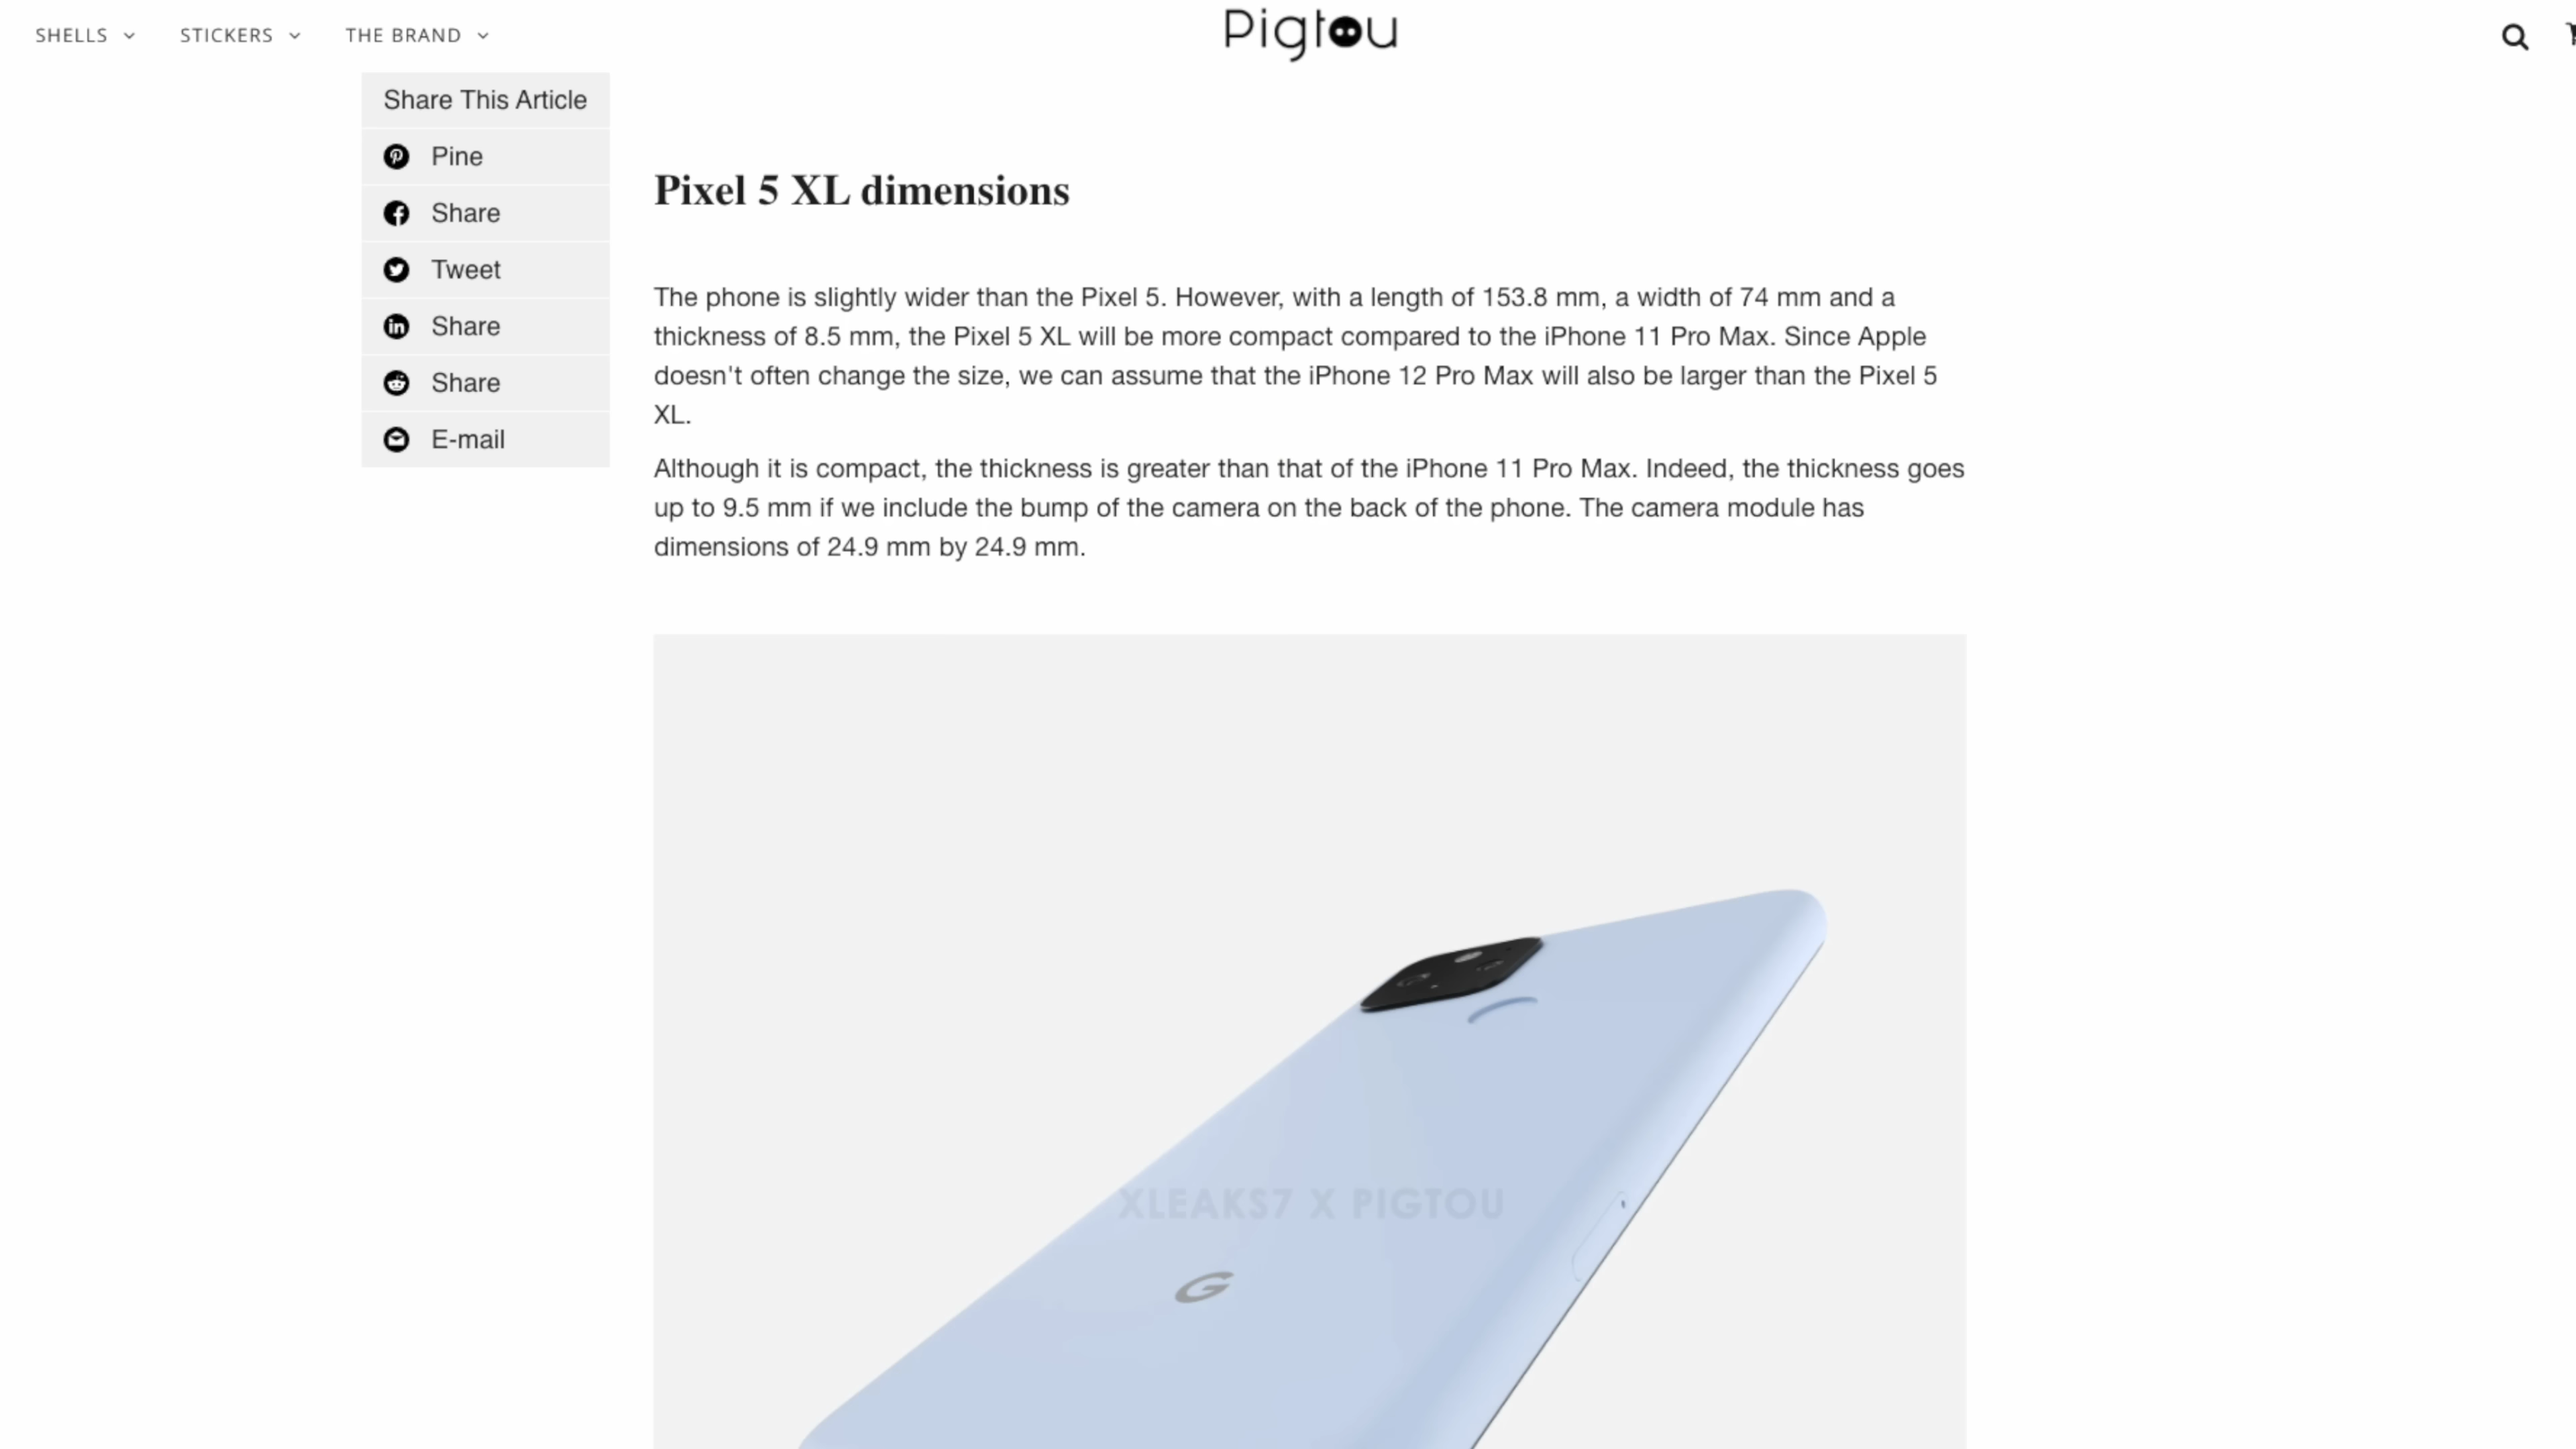 SHELLS STICKERS THE BRAND
Pigtou
Share This Article
Pine
Share
Tweet
Share
Share
E-mail
Pixel 5 XL dimensions
The phone is slightly wider than the Pixel 5. However, with a length of 153.8 mm, a width of 74 mm and a
thickness of 8.5 mm, the Pixel 5 XL will be more compact compared to the iPhone 11 Pro Max. Since Apple
doesn't often change the size, we can assume that the iPhone 12 Pro Max will also be larger than the Pixel 5
XL.
Although it is compact, the thickness is greater than that of the iPhone 11 Pro Max. Indeed, the thickness goes
up to 9.5 mm if we include the bump of the camera on the back of the phone. The camera module has
dimensions of 24.9 mm by 24.9 mm.
XLEAKS7 X PIGTOU
G